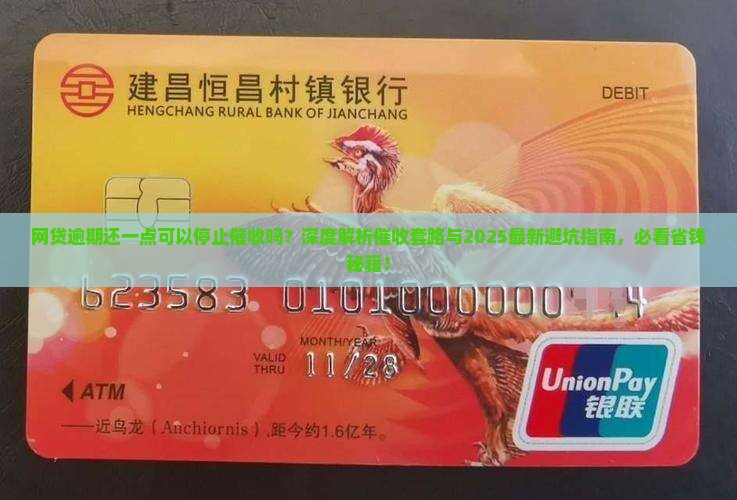 建昌恒昌村镇银行
HENGCHANG RURAL BANK OF JIANCHANG
DEBIT
网贷逾期还一点可以停止催收吗?深度解析催收套路与2025最新避坑指南,必看省钱
秘籍!
MONTH/YEAR
VALID
THRU
11/28
ATM
UnionPay
银联
——近鸟龙(Anchiornis),距今约1.6亿年。